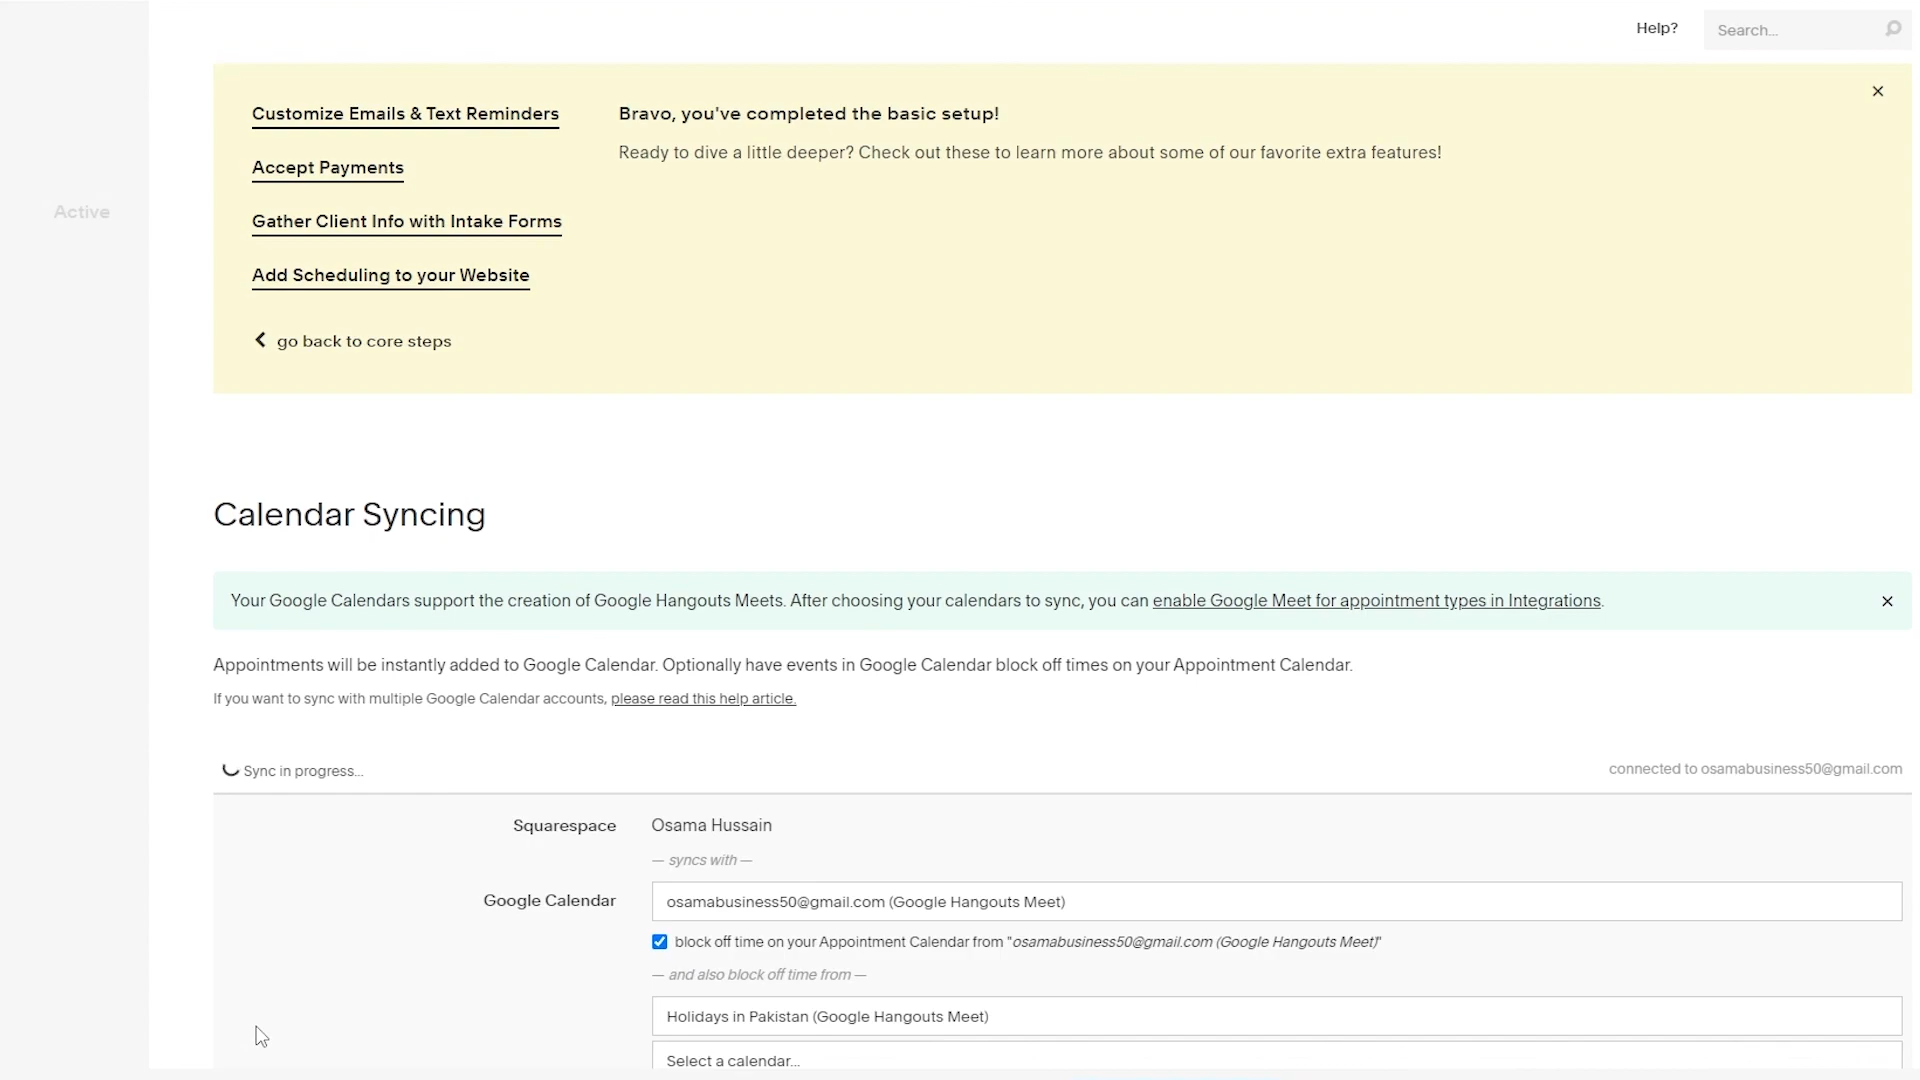 Help?
Search...
Customize Emails & Text Reminders
Bravo, you've completed the basic setup!
Ready to dive a little deeper? Check out these to learn more about some of our favorite extra features!
Accept Payments
Active
Gather Client Info with Intake Forms
Add Scheduling to your Website
go back to core steps
Calendar Syncing
Your Google Calendars support the creation of Google Hangouts Meets. After choosing your calendars to sync, you can enable Google Meet for appointment types in Integrations.
Appointments will be instantly added to Google Calendar. Optionally have events in Google Calendar block off times on your Appointment Calendar.
If you want to sync with multiple Google Calendar accounts, please read this help article.
Sync in progress...
connected to osamabusiness50@gmail.com
Squarespace
Osama Hussain
— syncs with —
Google Calendar
osamabusiness50@gmail.com (Google Hangouts Meet)
block off time on your Appointment Calendar from "osamabusiness50@gmail.com (Google Hangouts Meet)"
— and also block off time from —
Holidays in Pakistan (Google Hangouts Meet)
Select a calendar...